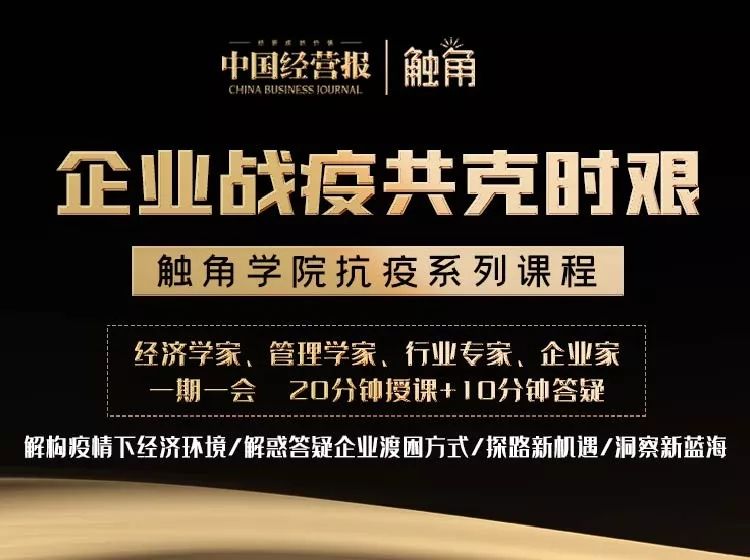 中国经营报 触角
CHINA BUSINESS JOURNAL
企业战疫共克时艰
触角学院抗疫系列课程
经济学家、管理学家、行业专家、企业家
一期一会 20分钟授课+10分钟答疑
解构疫情下经济环境/解惑答疑企业渡困方式/探路新机遇/洞察新蓝海